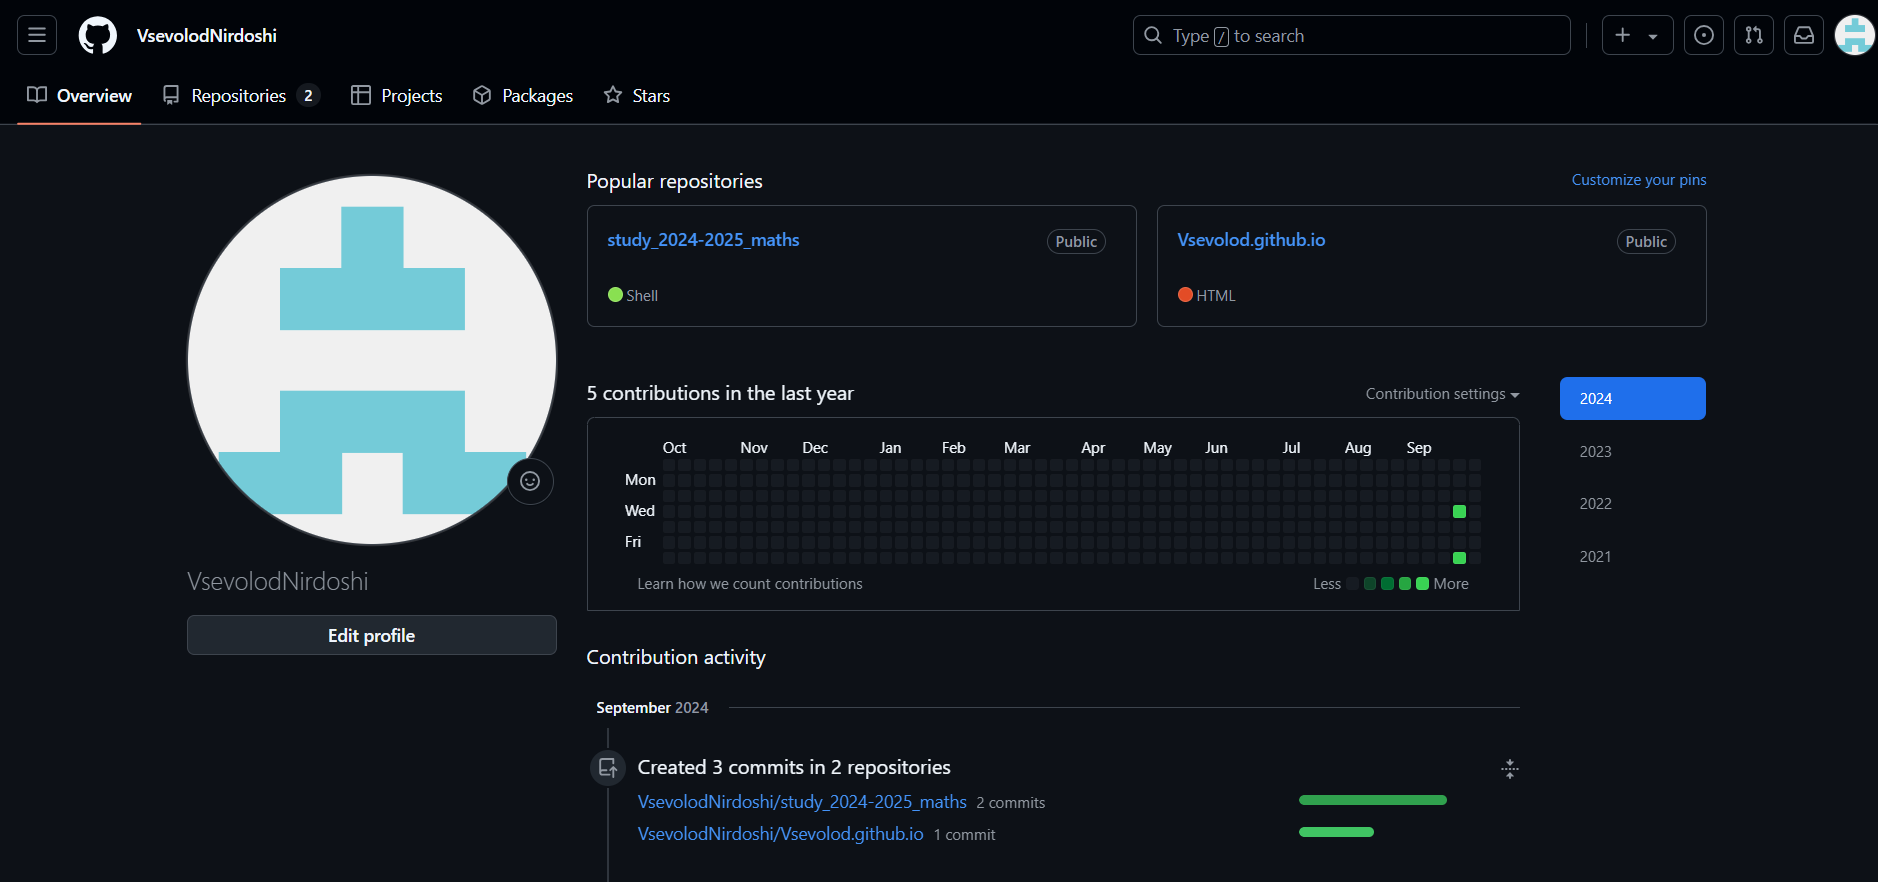 VsevolodNirdoshi
Type / to search
Overview
Repositories 2
Projects
Packages
Stars
Popular repositories
Customize your pins
study_2024-2025_maths
Public
Shell
Vsevolod.github.io
Public
HTML
5 contributions in the last year
Contribution settings
Oct Nov Dec Jan Feb Mar Apr May Jun Jul Aug Sep
Mon
Wed
Fri
Learn how we count contributions
Less More
2024
2023
2022
2021
VsevolodNirdoshi
Edit profile
Contribution activity
September 2024
Created 3 commits in 2 repositories
VsevolodNirdoshi/study_2024-2025_maths 2 commits
VsevolodNirdoshi/Vsevolod.github.io 1 commit